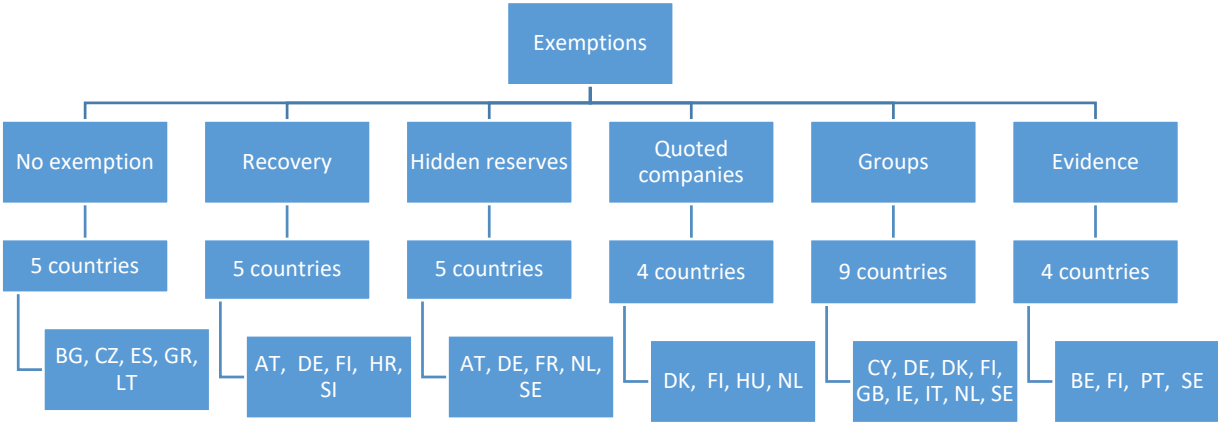 Exemptions
No exemption
Recovery
Hidden reserves
Quoted
companies
Groups
Evidence
5 countries
5 countries
5 countries
4 countries
9 countries
4 countries
BG, CZ, ES, GR,
LT
AT, DE, FI, HR,
SI
AT, DE, FR, NL,
SE
DK, FI, HU, NL
CY, DE, DK, FI,
GB, IE, IT, NL, SE
BE, FI, PT, SE